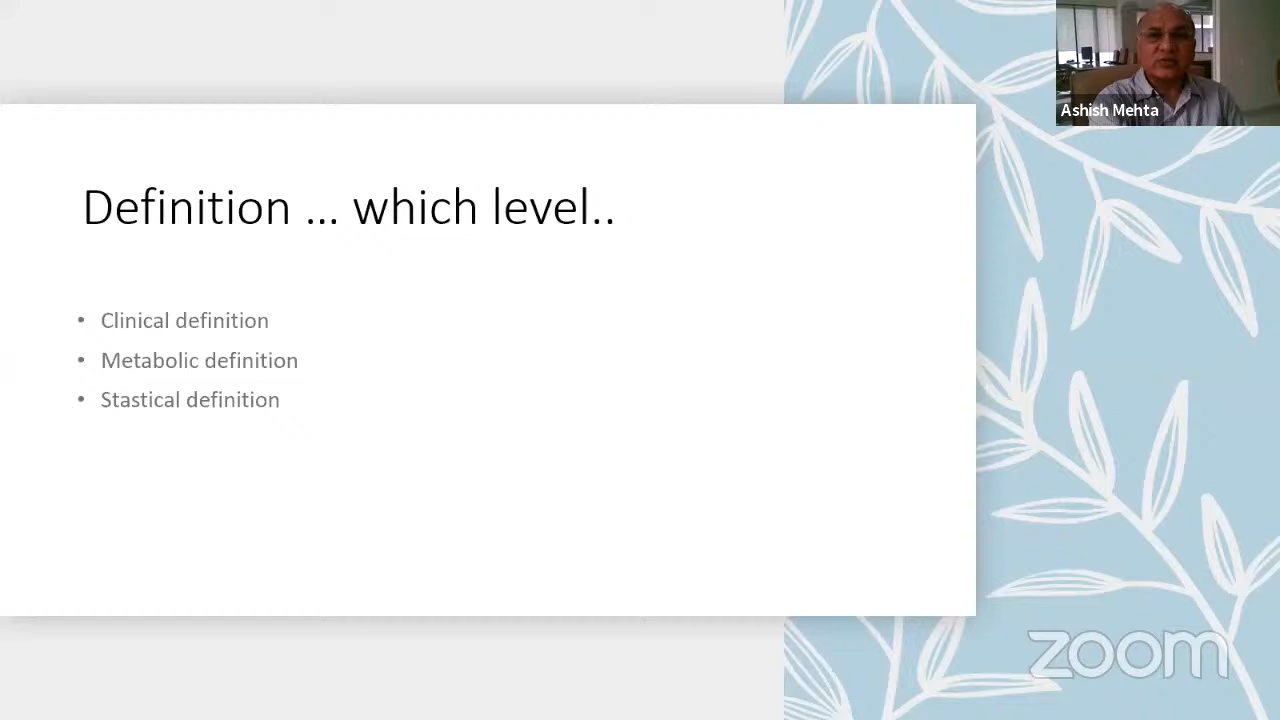 Ashish Mehta
Definition ... which level..
• Clinical definition
• Metabolic definition
• Stastical definition
zoom